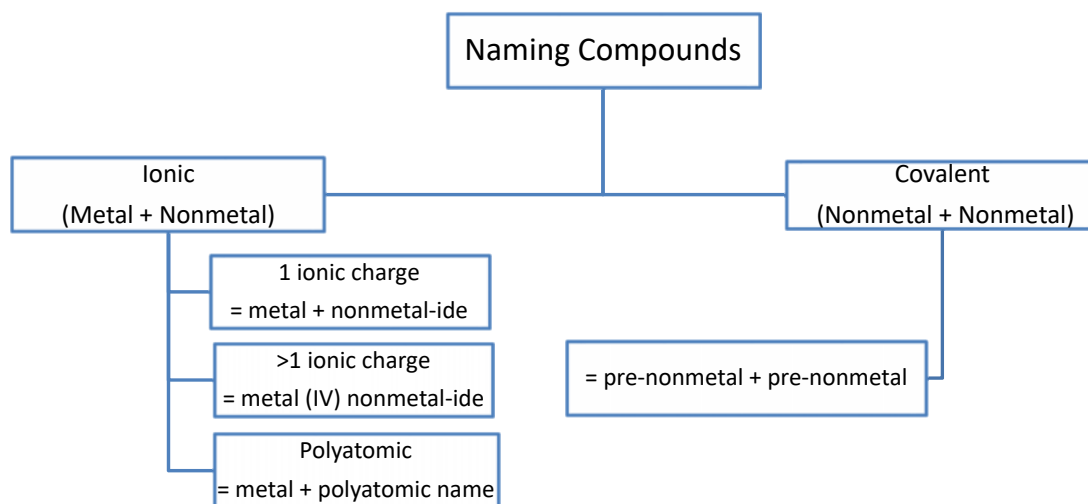 Naming Compounds
Ionic
(Metal + Nonmetal)
Covalent
(Nonmetal + Nonmetal)
1 ionic charge
= metal + nonmetal-ide
>1 ionic charge
= metal (IV) nonmetal-ide
= pre-nonmetal + pre-nonmetal
Polyatomic
= metal + polyatomic name